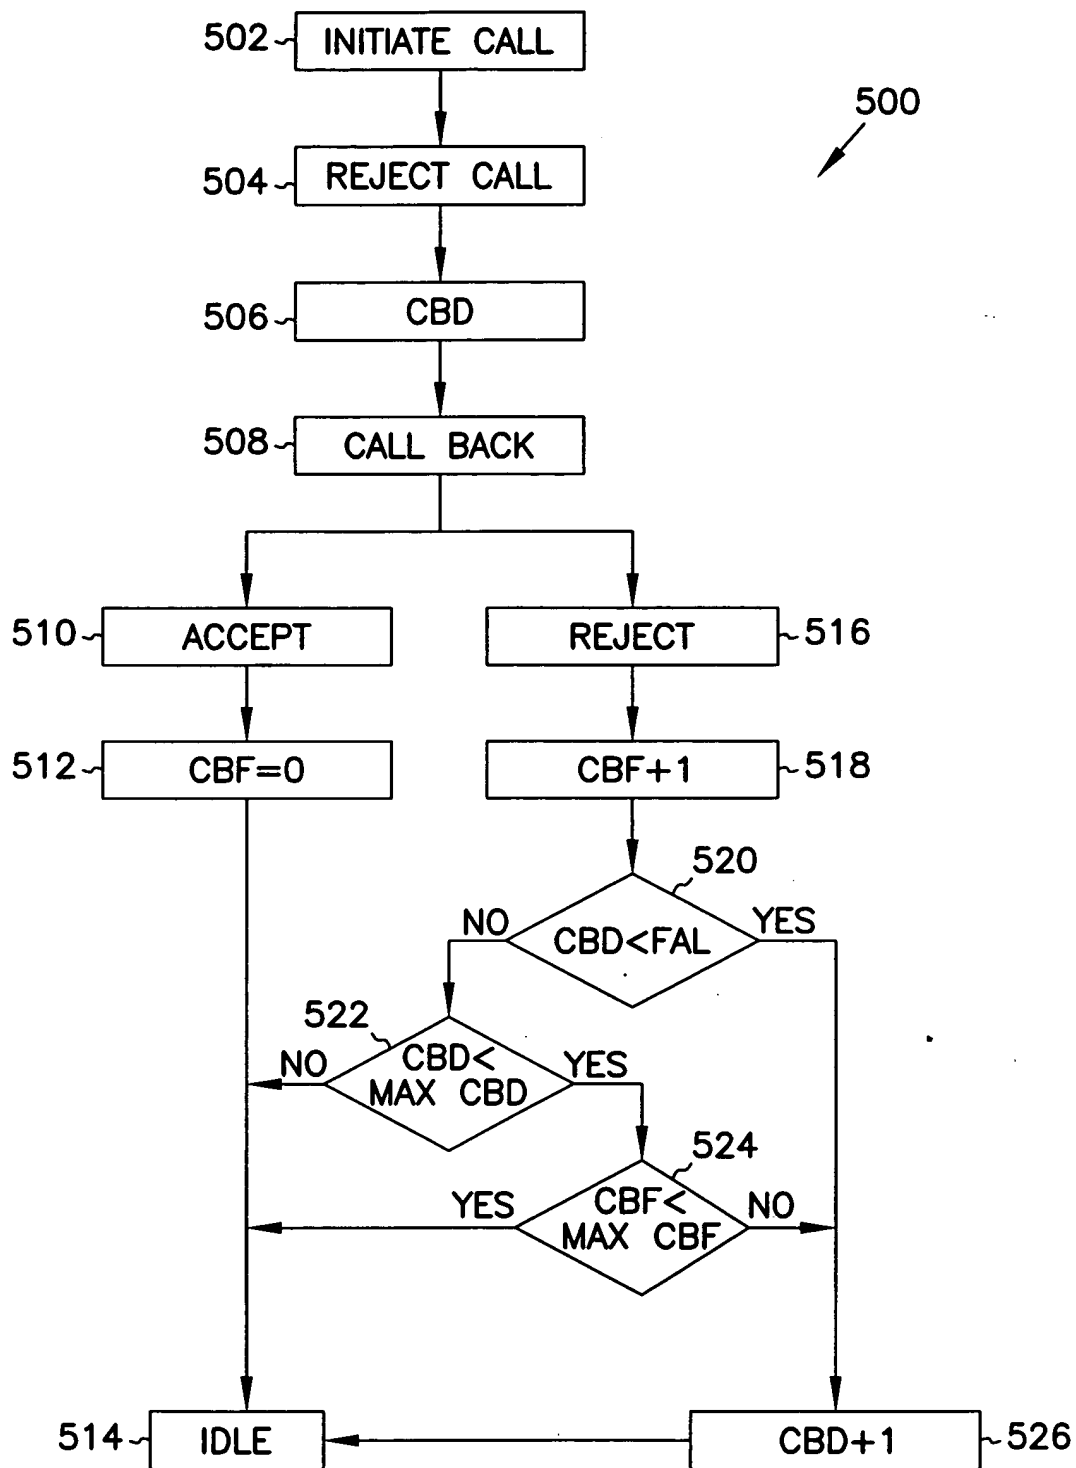 502 INITIATE CALL
500
504 REJECT CALL
506 CBD
508 CALL BACK
510 ACCEPT
REJECT 516
512 CBF=0
CBF+1 518
520
NO CBD<FAL YES
522
NO CBD< YES
MAX CBD
524
YES CBF< NO
MAX CBF
514 IDLE
CBD+1 526